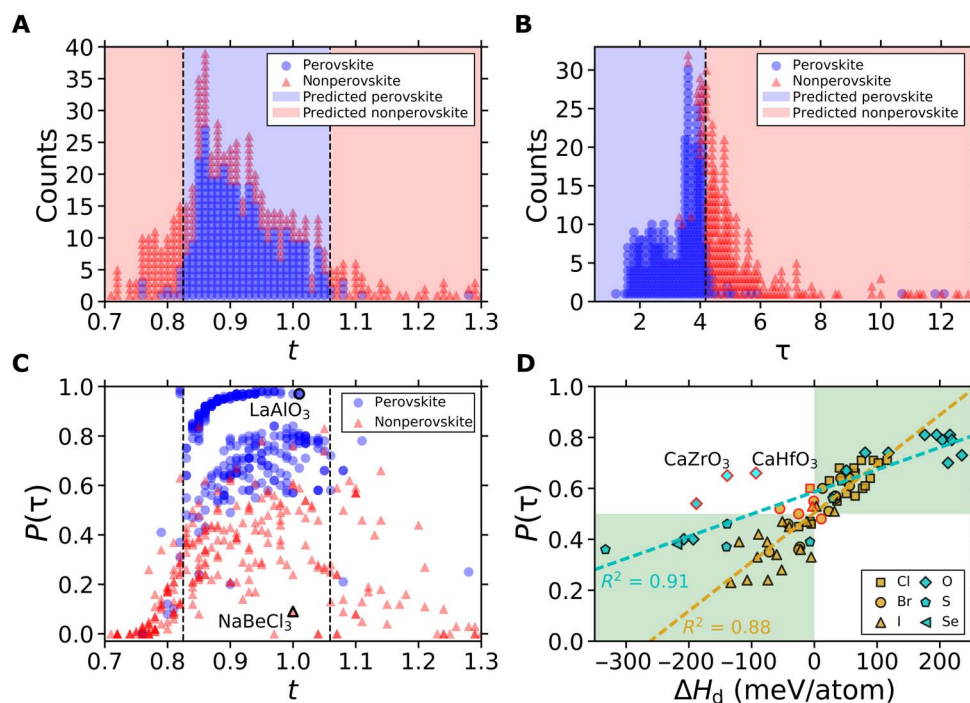 A
40
35
30
25
20
15
10
5
0
Counts
0.7 0.8 0.9 1.0 1.1 1.2 1.3
t
Perovskite
Nonperovskite
Predicted perovskite
Predicted nonperovskite
B
30
25
20
15
10
5
0
Counts
2 4 6 8 10 12
τ
Perovskite
Nonperovskite
Predicted perovskite
Predicted nonperovskite
C
1.0
0.8
0.6
0.4
0.2
0.0
P(τ)
0.7 0.8 0.9 1.0 1.1 1.2 1.3
t
Perovskite
Nonperovskite
LaAlO₃
NaBeCl₃
D
1.0
0.8
0.6
0.4
0.2
0.0
P(τ)
CaZrO₃ CaHfO₃
R² = 0.91
R² = 0.88
Cl O
Br S
I Se
−300 −200 −100 0 100 200
ΔH_d (meV/atom)